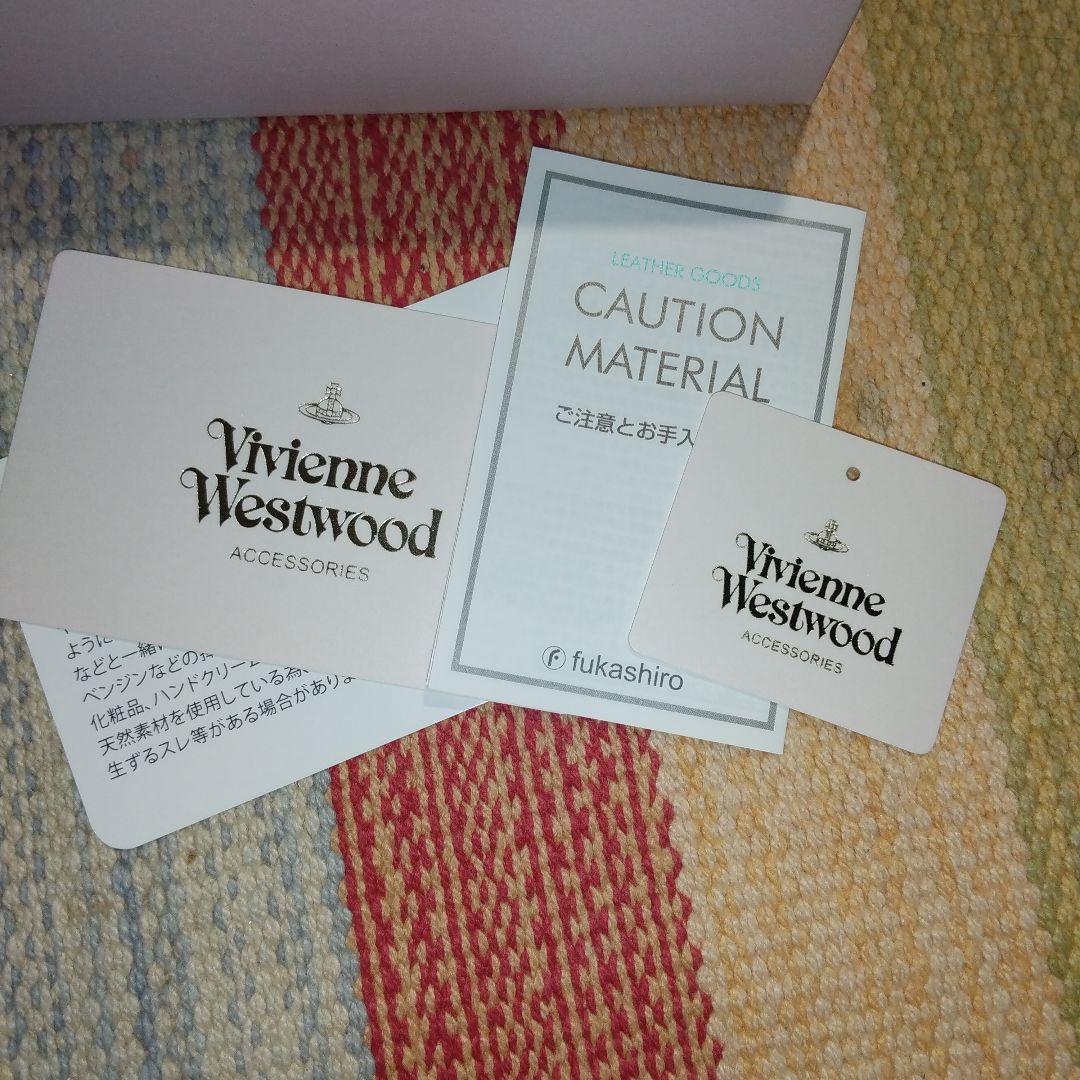 LEATHER GOODS
CAUTION
MATERIAL
ご注意とお手入
fukashiro
Vivienne
Westwood
ACCESSORIES
Vivienne
Westwood
ACCESSORIES
ように
などと一緒に
ベンジンなどの
化粧品、ハンドクリーム
天然素材を使用している為、
生ずるスレ等がある場合がありま